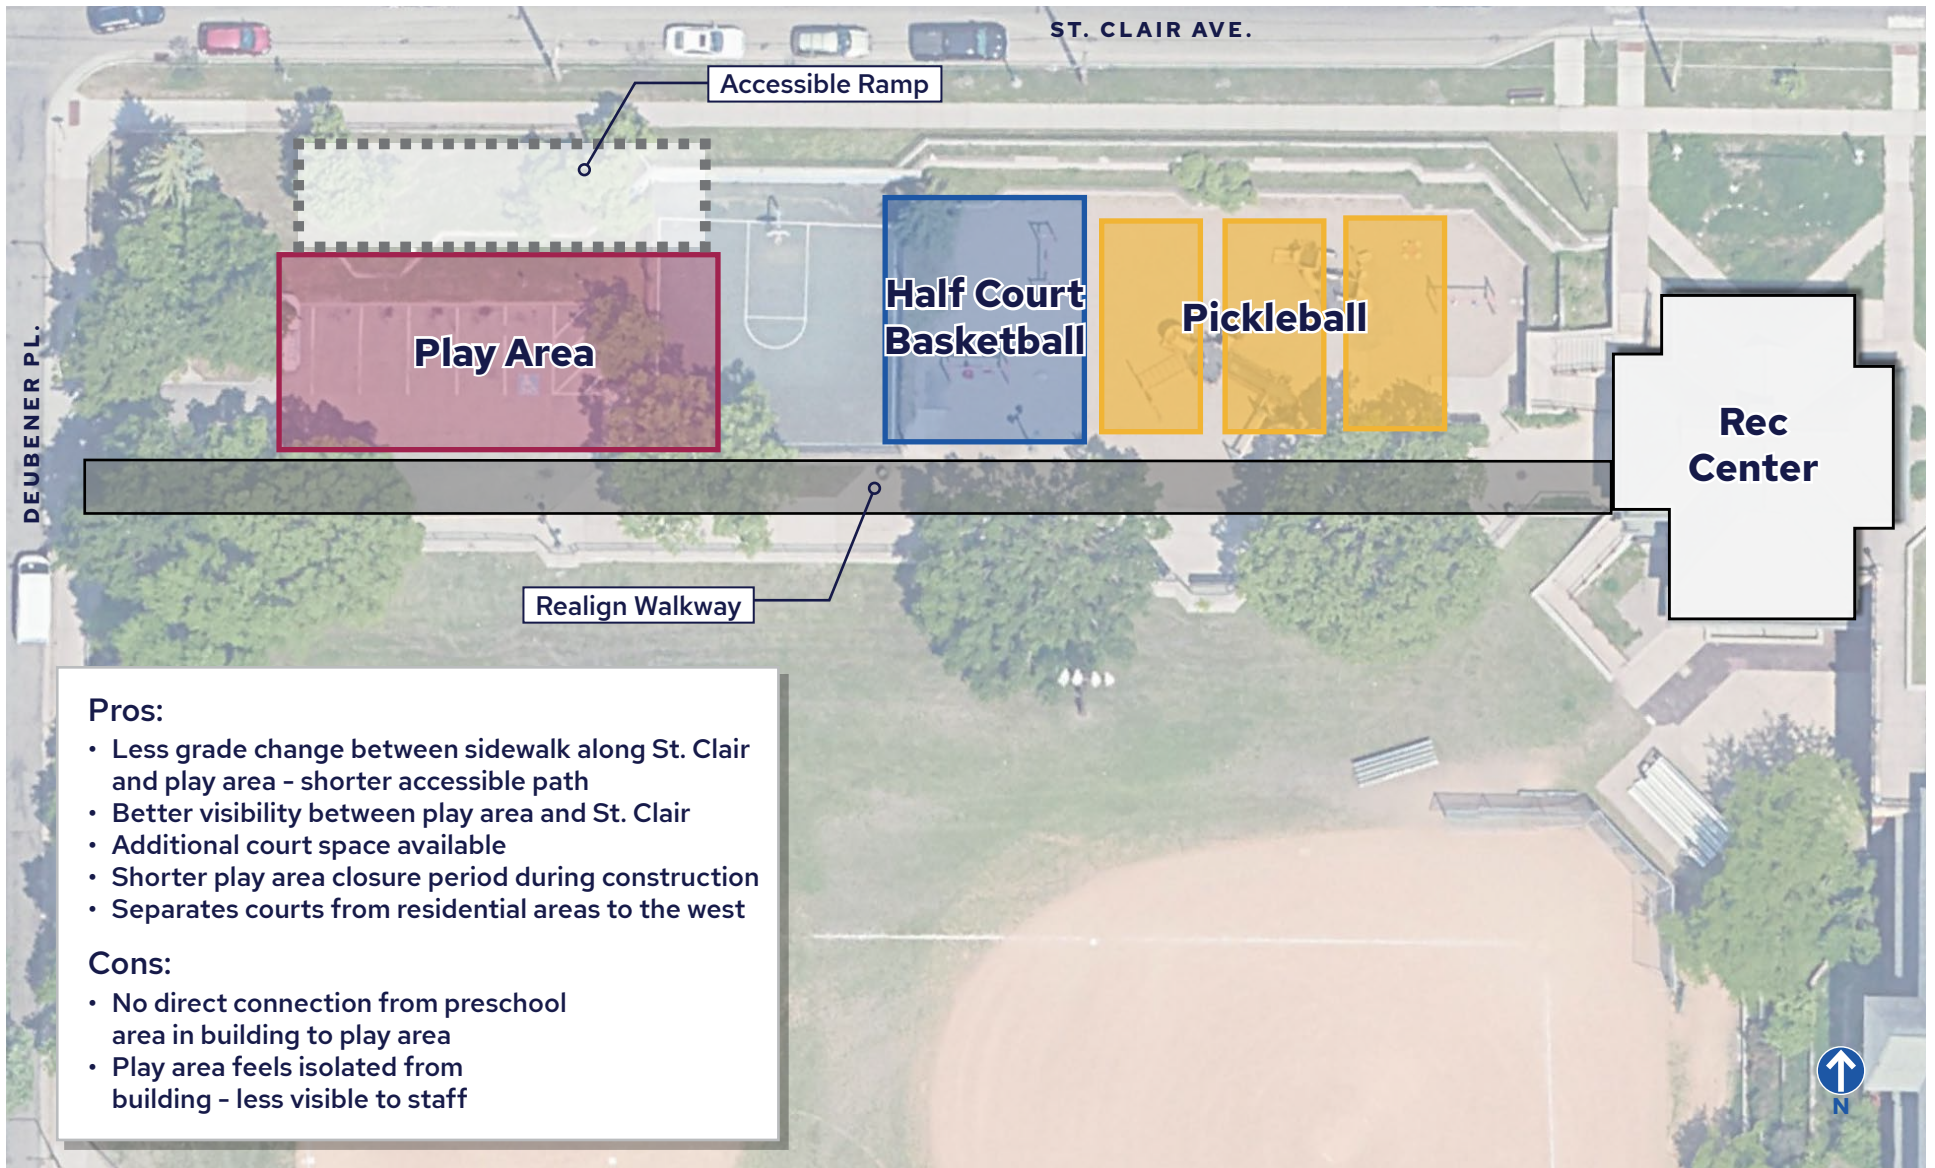 ST. CLAIR AVE.
Accessible Ramp
Half Court
Basketball
Pickleball
Play Area
DEUBENER PL.
Rec
Center
Realign Walkway
Pros:
• Less grade change between sidewalk along St. Clair
and play area - shorter accessible path
• Better visibility between play area and St. Clair
• Additional court space available
• Shorter play area closure period during construction
• Separates courts from residential areas to the west
Cons:
• No direct connection from preschool
area in building to play area
• Play area feels isolated from
building - less visible to staff
N